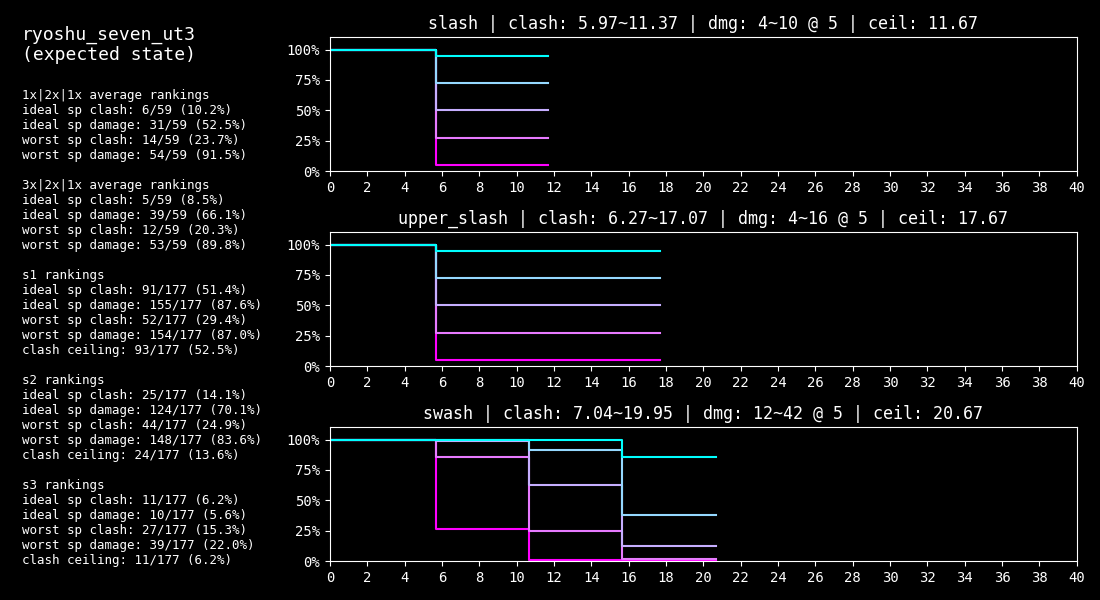 ryoshu_seven_ut3
(expected state)
1x|2x|1x average rankings
ideal sp clash: 6/59 (10.2%)
ideal sp damage: 31/59 (52.5%)
worst sp clash: 14/59 (23.7%)
worst sp damage: 54/59 (91.5%)
3x|2x|1x average rankings
ideal sp clash: 5/59 (8.5%)
ideal sp damage: 39/59 (66.1%)
worst sp clash: 12/59 (20.3%)
worst sp damage: 53/59 (89.8%)
s1 rankings
ideal sp clash: 91/177 (51.4%)
ideal sp damage: 155/177 (87.6%)
worst sp clash: 52/177 (29.4%)
worst sp damage: 154/177 (87.0%)
clash ceiling: 93/177 (52.5%)
s2 rankings
ideal sp clash: 25/177 (14.1%)
ideal sp damage: 124/177 (70.1%)
worst sp clash: 44/177 (24.9%)
worst sp damage: 148/177 (83.6%)
clash ceiling: 24/177 (13.6%)
s3 rankings
ideal sp clash: 11/177 (6.2%)
ideal sp damage: 10/177 (5.6%)
worst sp clash: 27/177 (15.3%)
worst sp damage: 39/177 (22.0%)
clash ceiling: 11/177 (6.2%)
slash | clash: 5.97~11.37 | dmg: 4~10 @ 5 | ceil: 11.67
100%
75%
50%
25%
0%
0 2 4 6 8 10 12 14 16 18 20 22 24 26 28 30 32 34 36 38 40
upper_slash | clash: 6.27~17.07 | dmg: 4~16 @ 5 | ceil: 17.67
100%
75%
50%
25%
0%
0 2 4 6 8 10 12 14 16 18 20 22 24 26 28 30 32 34 36 38 40
swash | clash: 7.04~19.95 | dmg: 12~42 @ 5 | ceil: 20.67
100%
75%
50%
25%
0%
0 2 4 6 8 10 12 14 16 18 20 22 24 26 28 30 32 34 36 38 40